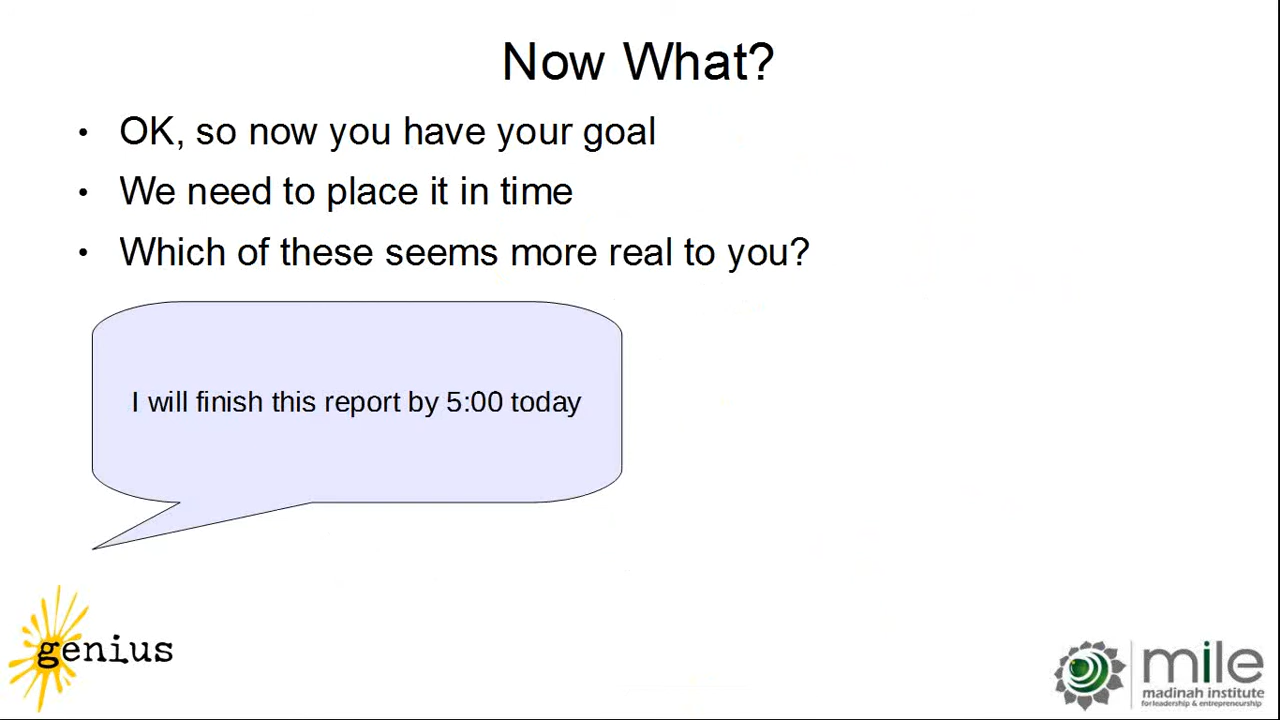 Now What?
• OK, so now you have your goal
• We need to place it in time
• Which of these seems more real to you?
I will finish this report by 5:00 today
genius
mile
madinah institute
for leadership & entrepreneurship